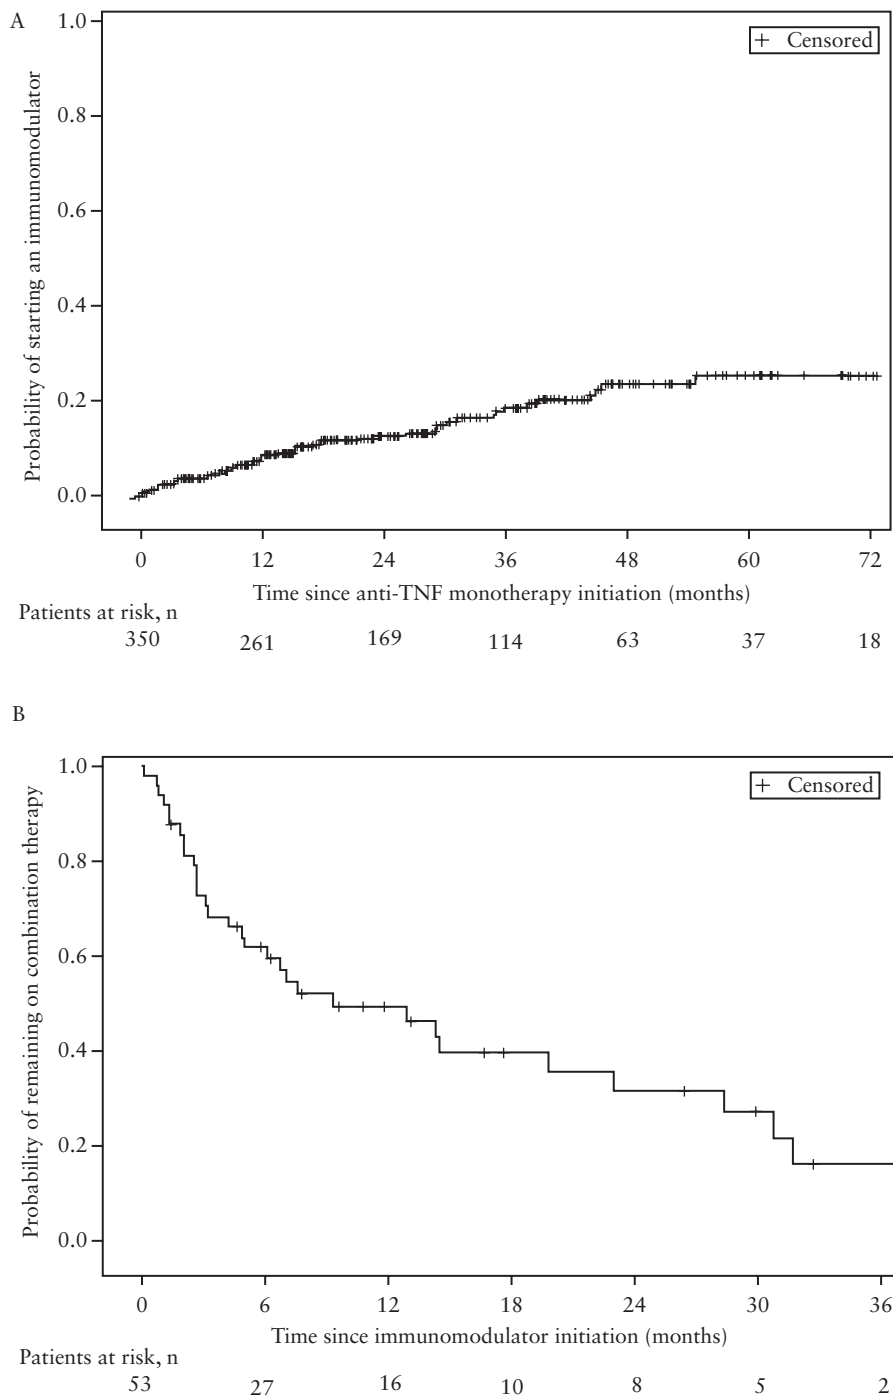 A
Probability of starting an immunomodulator
1.0
0.8
0.6
0.4
0.2
0.0
+ Censored
0 12 24 36 48 60 72
Time since anti-TNF monotherapy initiation (months)
Patients at risk, n
350 261 169 114 63 37 18
B
Probability of remaining on combination therapy
1.0
0.8
0.6
0.4
0.2
0.0
+ Censored
0 6 12 18 24 30 36
Time since immunomodulator initiation (months)
Patients at risk, n
53 27 16 10 8 5 2